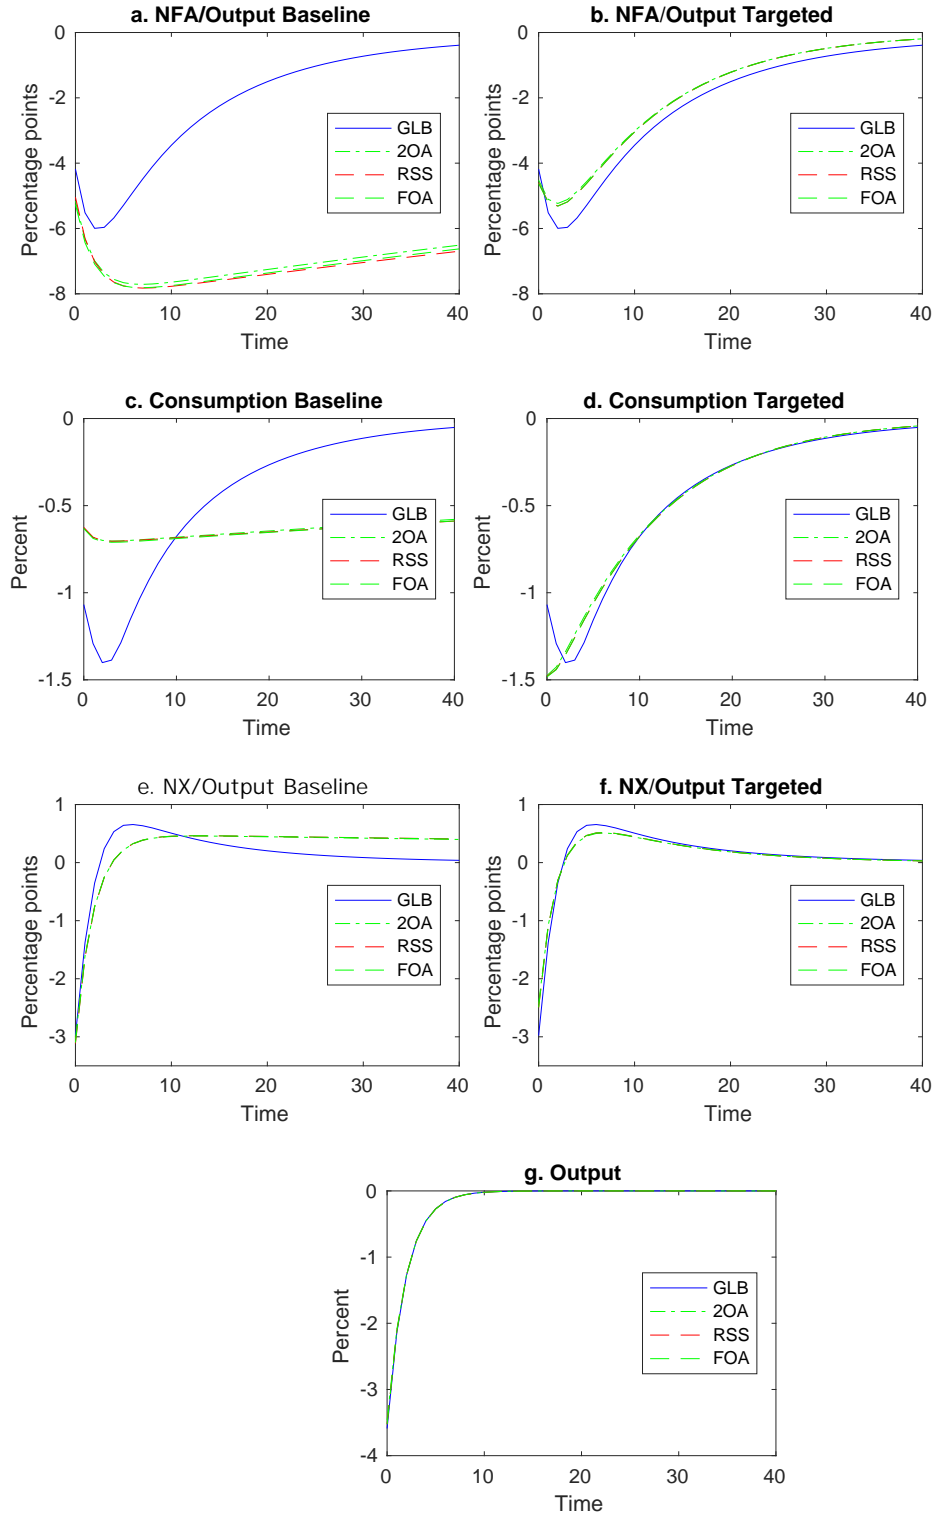 a. NFA/Output Baseline
0
-2
-4
-6
-8
Percentage points
GLB
2OA
RSS
FOA
0 10 20 30 40
Time
b. NFA/Output Targeted
0
-2
-4
-6
-8
Percentage points
GLB
2OA
RSS
FOA
0 10 20 30 40
Time
c. Consumption Baseline
0
-0.5
-1
-1.5
Percent
GLB
2OA
RSS
FOA
0 10 20 30 40
Time
d. Consumption Targeted
0
-0.5
-1
-1.5
Percent
GLB
2OA
RSS
FOA
0 10 20 30 40
Time
e. NX/Output Baseline
1
0
-1
-2
-3
Percentage points
GLB
2OA
RSS
FOA
0 10 20 30 40
Time
f. NX/Output Targeted
1
0
-1
-2
-3
Percentage points
GLB
2OA
RSS
FOA
0 10 20 30 40
Time
g. Output
0
-1
-2
-3
-4
Percent
GLB
2OA
RSS
FOA
0 10 20 30 40
Time